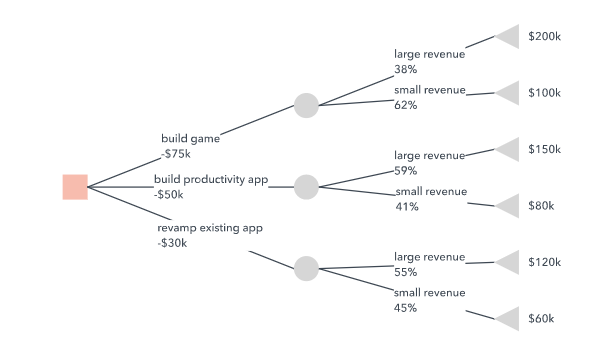 $200k
large revenue
38%
small revenue
62%
$100k
build game
-$75k
$150k
large revenue
59%
build productivity app
-$50k
small revenue
41%
$80k
revamp existing app
-$30k
large revenue
55%
$120k
small revenue
45%
$60k